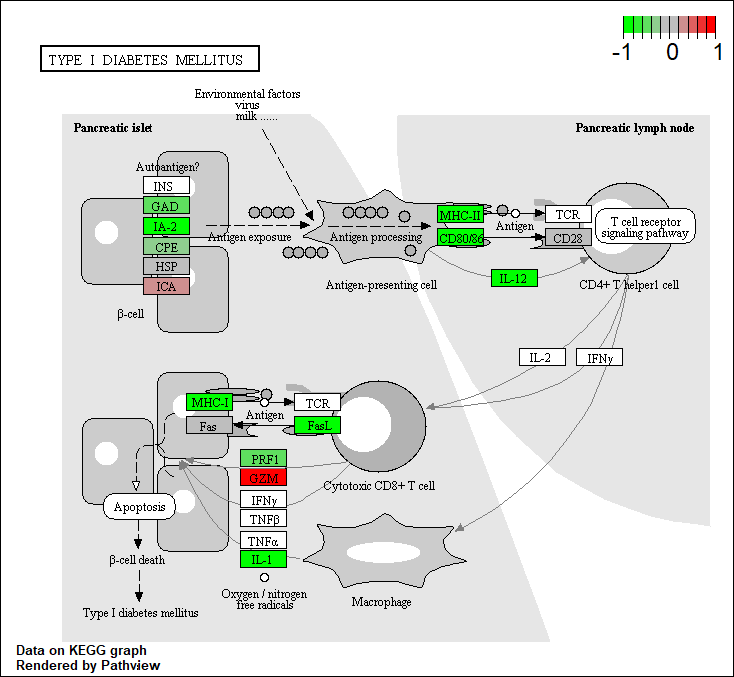 -1 0 1
TYPE I DIABETES MELLITUS
Environmental factors
virus
milk ......
Pancreatic islet
Pancreatic lymph node
Autoantigen?
INS
GAD
IA-2
CPE
HSP
ICA
β-cell
Antigen exposure
Antigen processing
Antigen-presenting cell
MHC-II
CD80/86
Antigen
TCR
CD28
T cell receptor
signaling pathway
IL-12
CD4+ T helper1 cell
IL-2
IFNγ
MHC-I
Fas
Antigen
TCR
FasL
PRF1
GZM
IFNγ
TNFβ
TNFα
IL-1
Cytotoxic CD8+ T cell
Apoptosis
β-cell death
Type I diabetes mellitus
Oxygen / nitrogen
free radicals
Macrophage
Data on KEGG graph
Rendered by Pathview